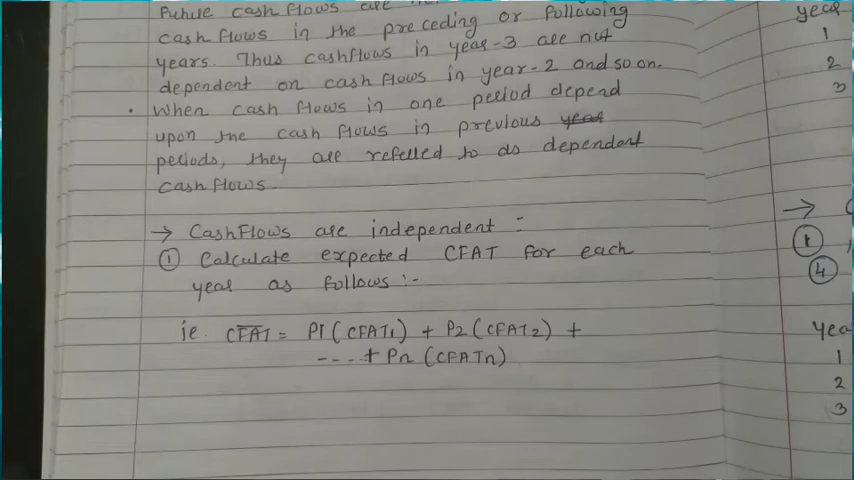 Future cash flows are
cash flows in the preceding or following
years. Thus cashflows in year-3 are not
dependent on cash flows in year-2 and so on.
• When cash flows in one period depend
upon the cash flows in previous year
periods, they are refelled to as dependent
cash flows.
→ CashFlows are independent :-
① Calculate expected CFAT for each
year as follows :-
ie. C̅F̅A̅T̅ = P1 (CFAT1) + P2 (CFAT2) +
----+ Pn (CFATn)
year
1
2
3
→
①
④
yea
1
2
3